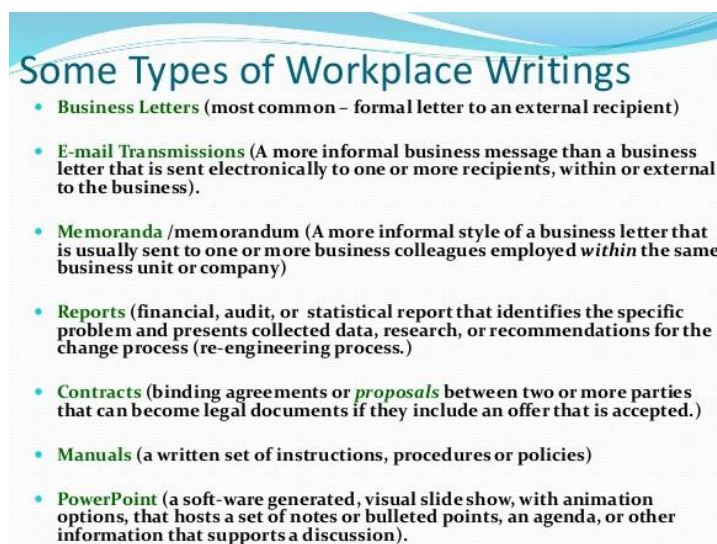 Some Types of Workplace Writings
• Business Letters (most common – formal letter to an external recipient)
• E-mail Transmissions (A more informal business message than a business
letter that is sent electronically to one or more recipients, within or external
to the business).
• Memoranda /memorandum (A more informal style of a business letter that
is usually sent to one or more business colleagues employed within the same
business unit or company)
• Reports (financial, audit, or statistical report that identifies the specific
problem and presents collected data, research, or recommendations for the
change process (re-engineering process.)
• Contracts (binding agreements or proposals between two or more parties
that can become legal documents if they include an offer that is accepted.)
• Manuals (a written set of instructions, procedures or policies)
• PowerPoint (a soft-ware generated, visual slide show, with animation
options, that hosts a set of notes or bulleted points, an agenda, or other
information that supports a discussion).